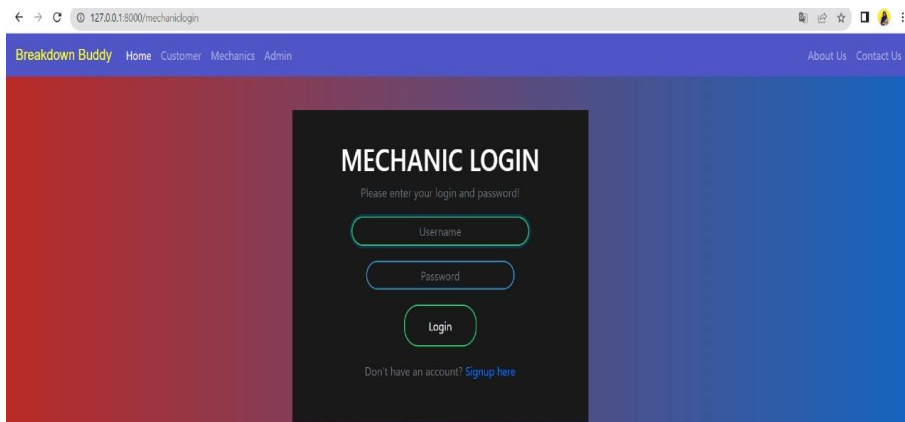 127.0.0.1:8000/mechaniclogin
Breakdown Buddy Home Customer Mechanics Admin About Us Contact Us
MECHANIC LOGIN
Please enter your login and password!
Username
Password
Login
Don't have an account? Signup here